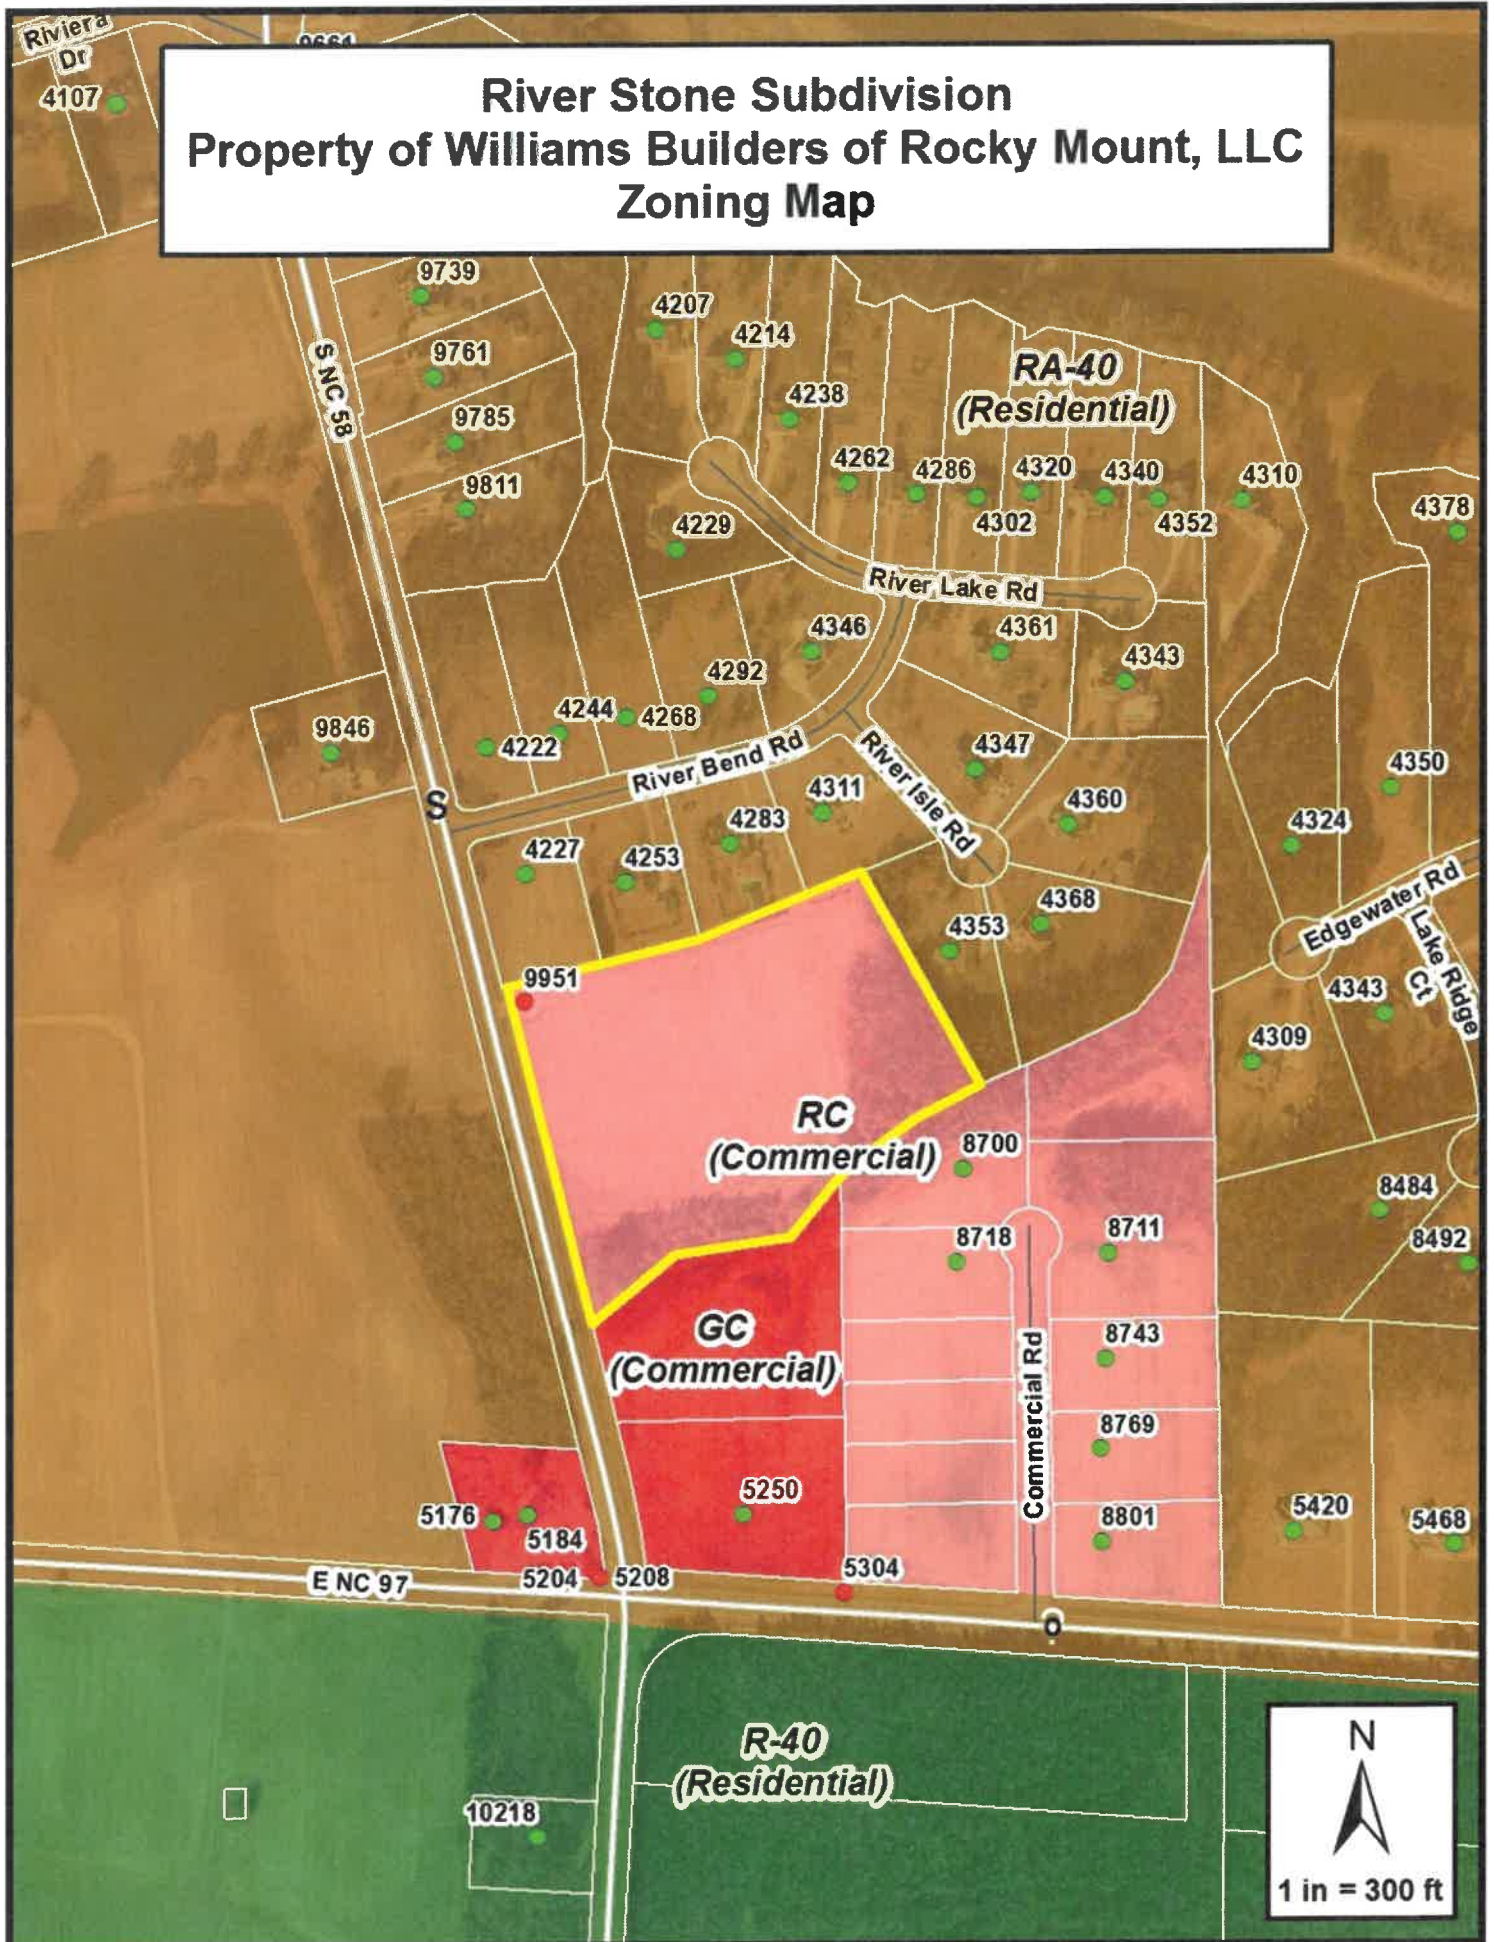 Riviera
Dr
9661
4107
River Stone Subdivision
Property of Williams Builders of Rocky Mount, LLC
Zoning Map
9739
4207
4214
9761
S NC 58
RA-40
(Residential)
4238
9785
4262
4286
4320
4340
4310
9811
4302
4352
4378
4229
River Lake Rd
4346
4361
4343
4292
4244
4268
9846
4222
River Bend Rd
River Isle Rd
4347
4350
S
4311
4360
4283
4324
4227
4253
Edgewater Rd
4368
4353
Lake Ridge
Ct
9951
4343
4309
RC
(Commercial)
8700
8484
8718
8711
8492
GC
(Commercial)
Commercial Rd
8743
8769
5250
5176
5184
8801
5420
5468
5204
5208
5304
E NC 97
R-40
(Residential)
N
10218
1 in = 300 ft